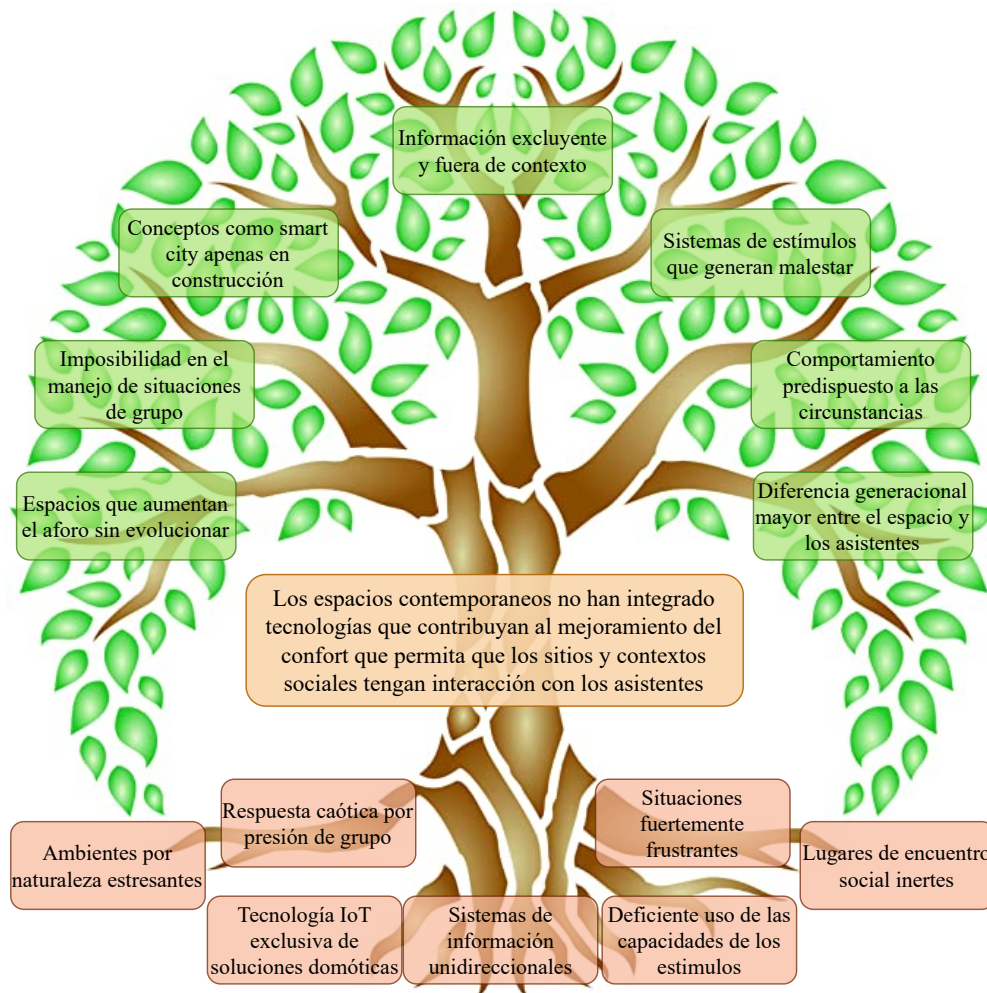 Información excluyente
y fuera de contexto
Conceptos como smart
city apenas en
construcción
Sistemas de estímulos
que generan malestar
Imposibilidad en el
manejo de situaciones
de grupo
Comportamiento
predispuesto a las
circunstancias
Espacios que aumentan
el aforo sin evolucionar
Diferencia generacional
mayor entre el espacio y
los asistentes
Los espacios contemporaneos no han integrado
tecnologías que contribuyan al mejoramiento del
confort que permita que los sitios y contextos
sociales tengan interacción con los asistentes
Respuesta caótica por
presión de grupo
Situaciones
fuertemente
frustrantes
Ambientes por
naturaleza estresantes
Lugares de encuentro
social inertes
Tecnología IoT
exclusiva de
soluciones domóticas
Sistemas de
información
unidireccionales
Deficiente uso de las
capacidades de los
estimulos